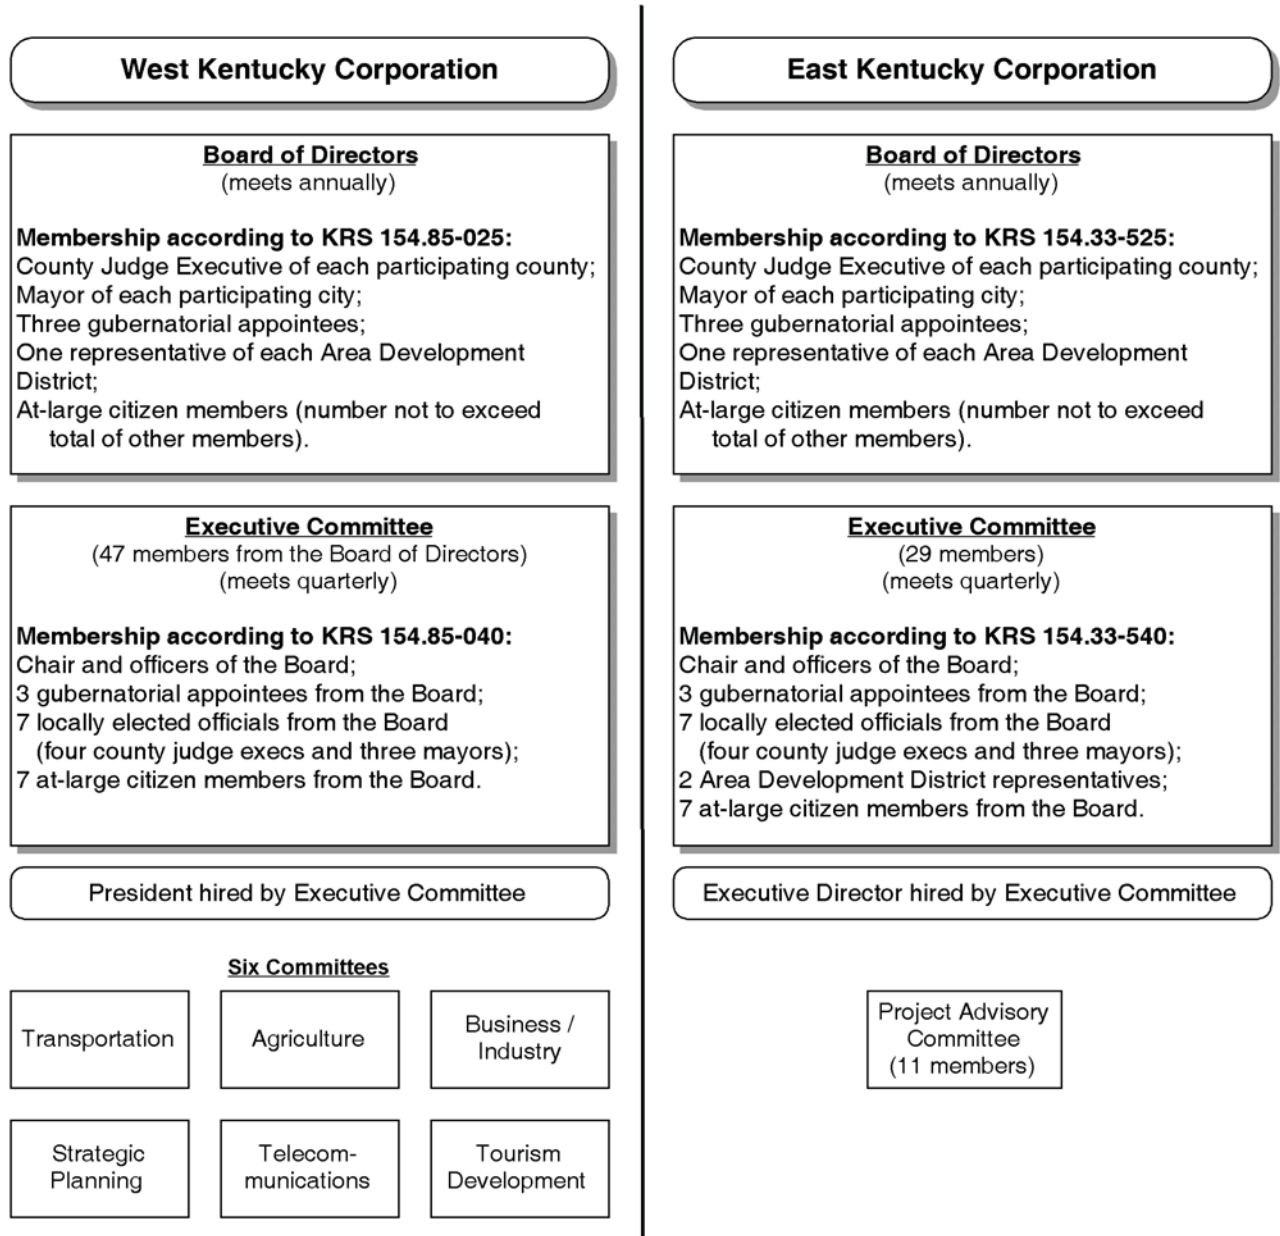 West Kentucky Corporation
Board of Directors
(meets annually)
Membership according to KRS 154.85-025:
County Judge Executive of each participating county;
Mayor of each participating city;
Three gubernatorial appointees;
One representative of each Area Development
District;
At-large citizen members (number not to exceed
total of other members).
Executive Committee
(47 members from the Board of Directors)
(meets quarterly)
Membership according to KRS 154.85-040:
Chair and officers of the Board;
3 gubernatorial appointees from the Board;
7 locally elected officials from the Board
(four county judge execs and three mayors);
7 at-large citizen members from the Board.
President hired by Executive Committee
Six Committees
Transportation
Agriculture
Business /
Industry
Strategic
Planning
Telecom-
munications
Tourism
Development
East Kentucky Corporation
Board of Directors
(meets annually)
Membership according to KRS 154.33-525:
County Judge Executive of each participating county;
Mayor of each participating city;
Three gubernatorial appointees;
One representative of each Area Development
District;
At-large citizen members (number not to exceed
total of other members).
Executive Committee
(29 members)
(meets quarterly)
Membership according to KRS 154.33-540:
Chair and officers of the Board;
3 gubernatorial appointees from the Board;
7 locally elected officials from the Board
(four county judge execs and three mayors);
2 Area Development District representatives;
7 at-large citizen members from the Board.
Executive Director hired by Executive Committee
Project Advisory
Committee
(11 members)